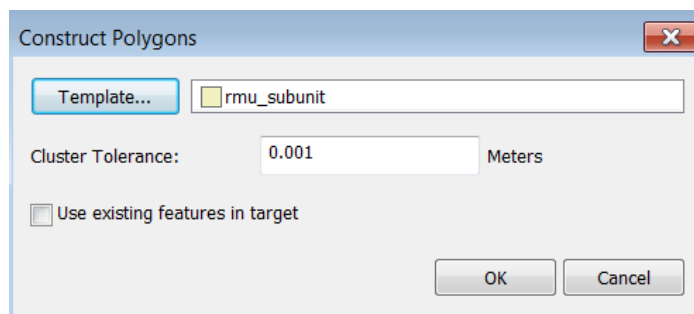 Construct Polygons
Template... rmu_subunit
Cluster Tolerance: 0.001 Meters
Use existing features in target
OK Cancel